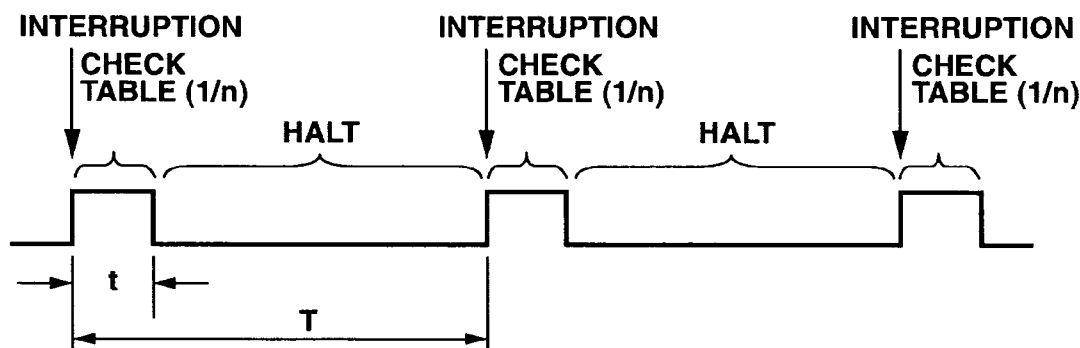 INTERRUPTION INTERRUPTION INTERRUPTION
CHECK CHECK CHECK
TABLE (1/n) TABLE (1/n) TABLE (1/n)
HALT HALT
t
T